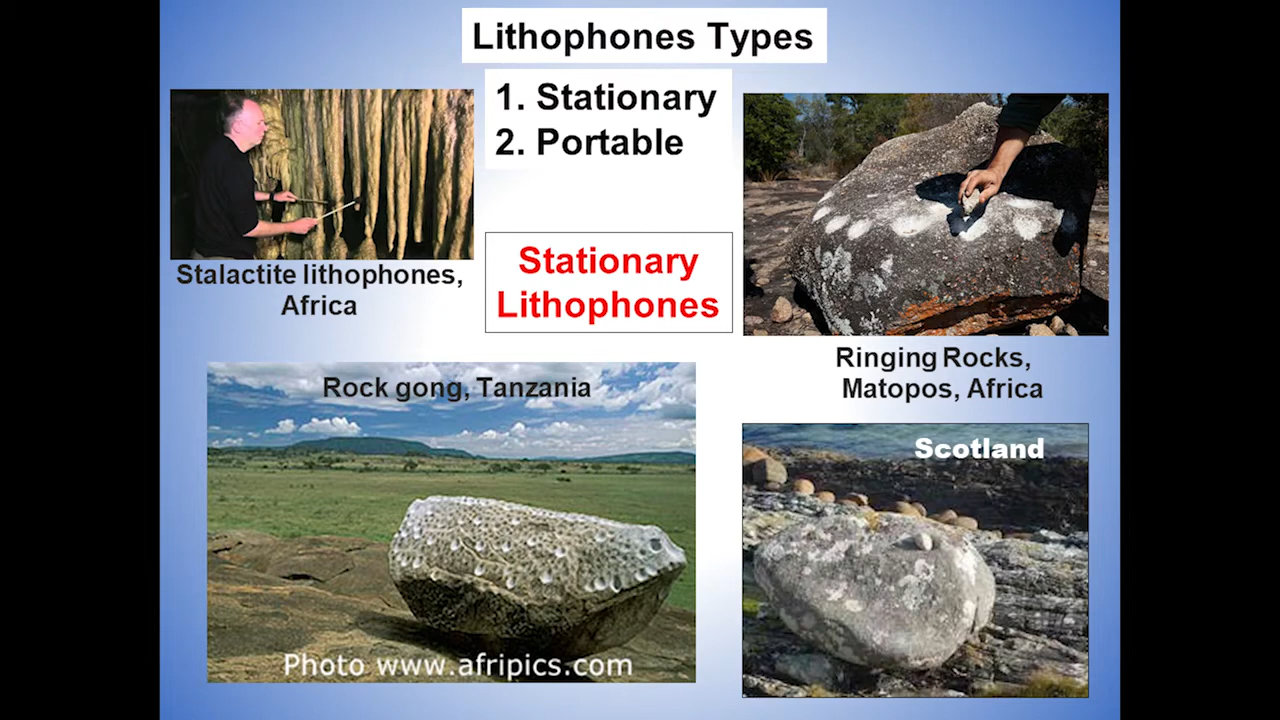 Lithophones Types
1. Stationary
2. Portable
Stalactite lithophones,
Africa
Stationary
Lithophones
Ringing Rocks,
Matopos, Africa
Rock gong, Tanzania
Photo www.afripics.com
Scotland